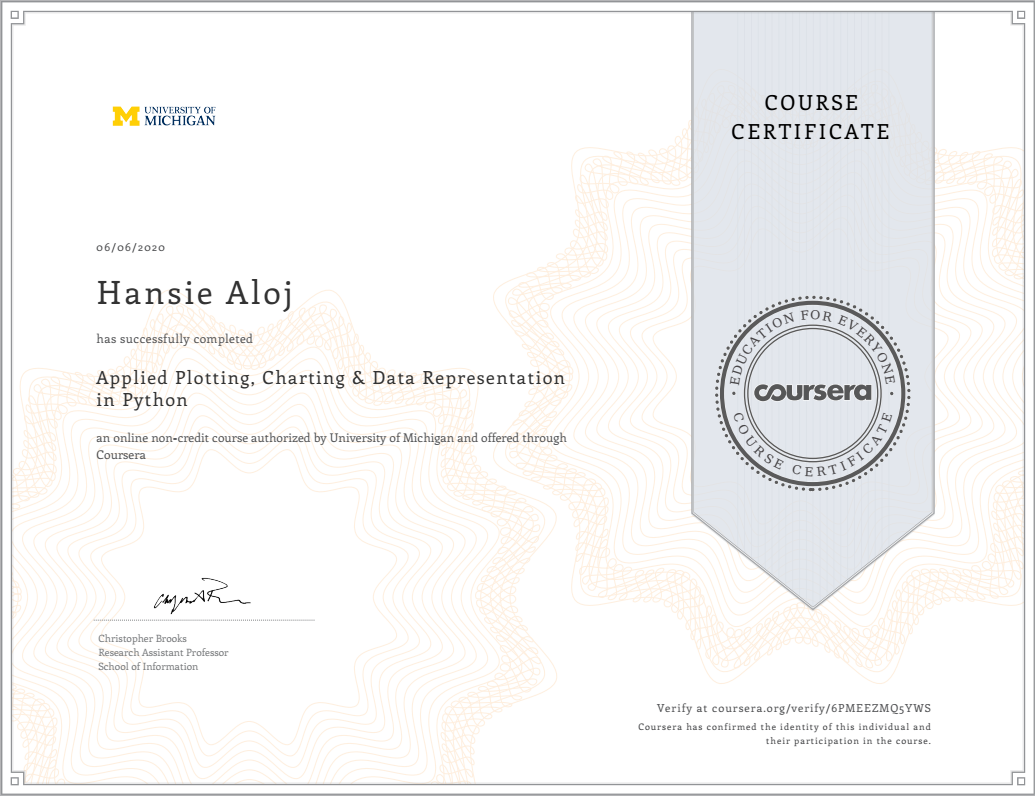 UNIVERSITY OF
MICHIGAN
COURSE
CERTIFICATE
06/06/2020
Hansie Aloj
has successfully completed
Applied Plotting, Charting & Data Representation
in Python
an online non-credit course authorized by University of Michigan and offered through
Coursera
EDUCATION FOR EVERYONE
coursera
COURSE CERTIFICATE
Christopher Brooks
Research Assistant Professor
School of Information
Verify at coursera.org/verify/6PMEEZMQ5YWS
Coursera has confirmed the identity of this individual and
their participation in the course.